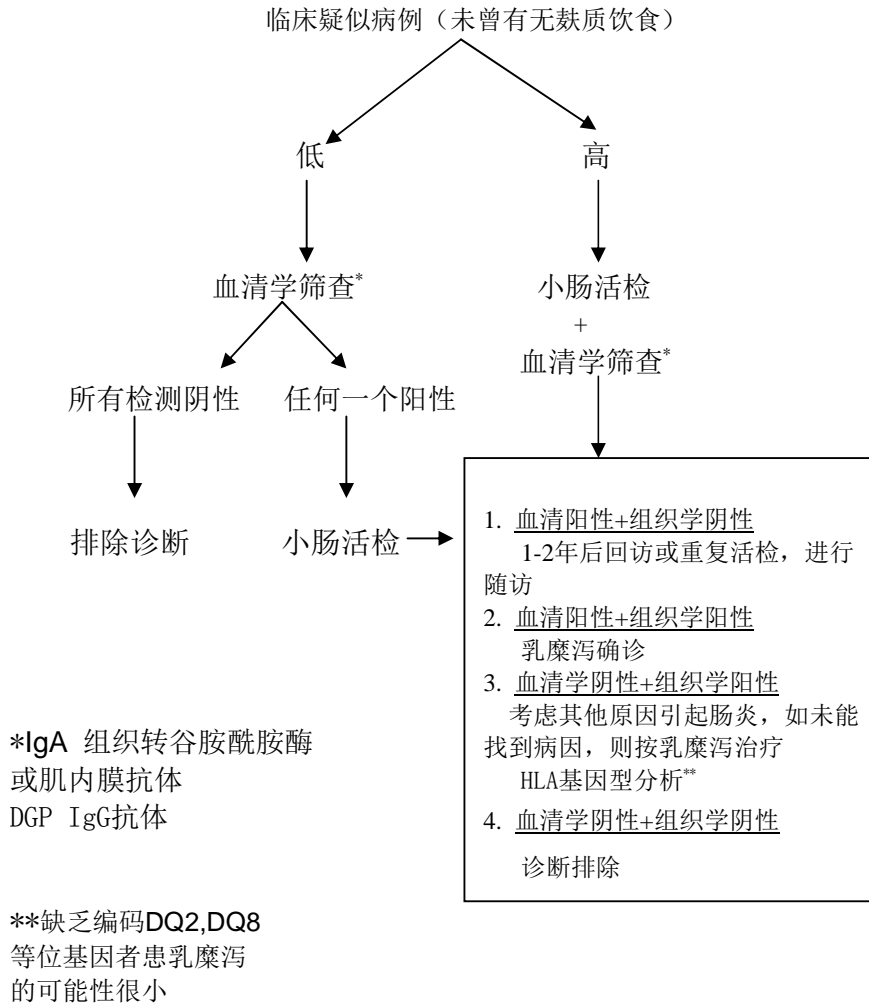 临床疑似病例（未曾有无麸质饮食）
低
高
血清学筛查*
小肠活检
+
血清学筛查*
所有检测阴性
任何一个阳性
排除诊断
小肠活检
1. 血清阳性+组织学阴性
1-2年后回访或重复活检，进行
随访
2. 血清阳性+组织学阳性
乳糜泻确诊
3. 血清学阴性+组织学阳性
考虑其他原因引起肠炎，如未能
找到病因，则按乳糜泻治疗
HLA基因型分析**
4. 血清学阴性+组织学阴性
诊断排除
*IgA 组织转谷胺酰胺酶
或肌内膜抗体
DGP IgG抗体
**缺乏编码DQ2,DQ8
等位基因者患乳糜泻
的可能性很小